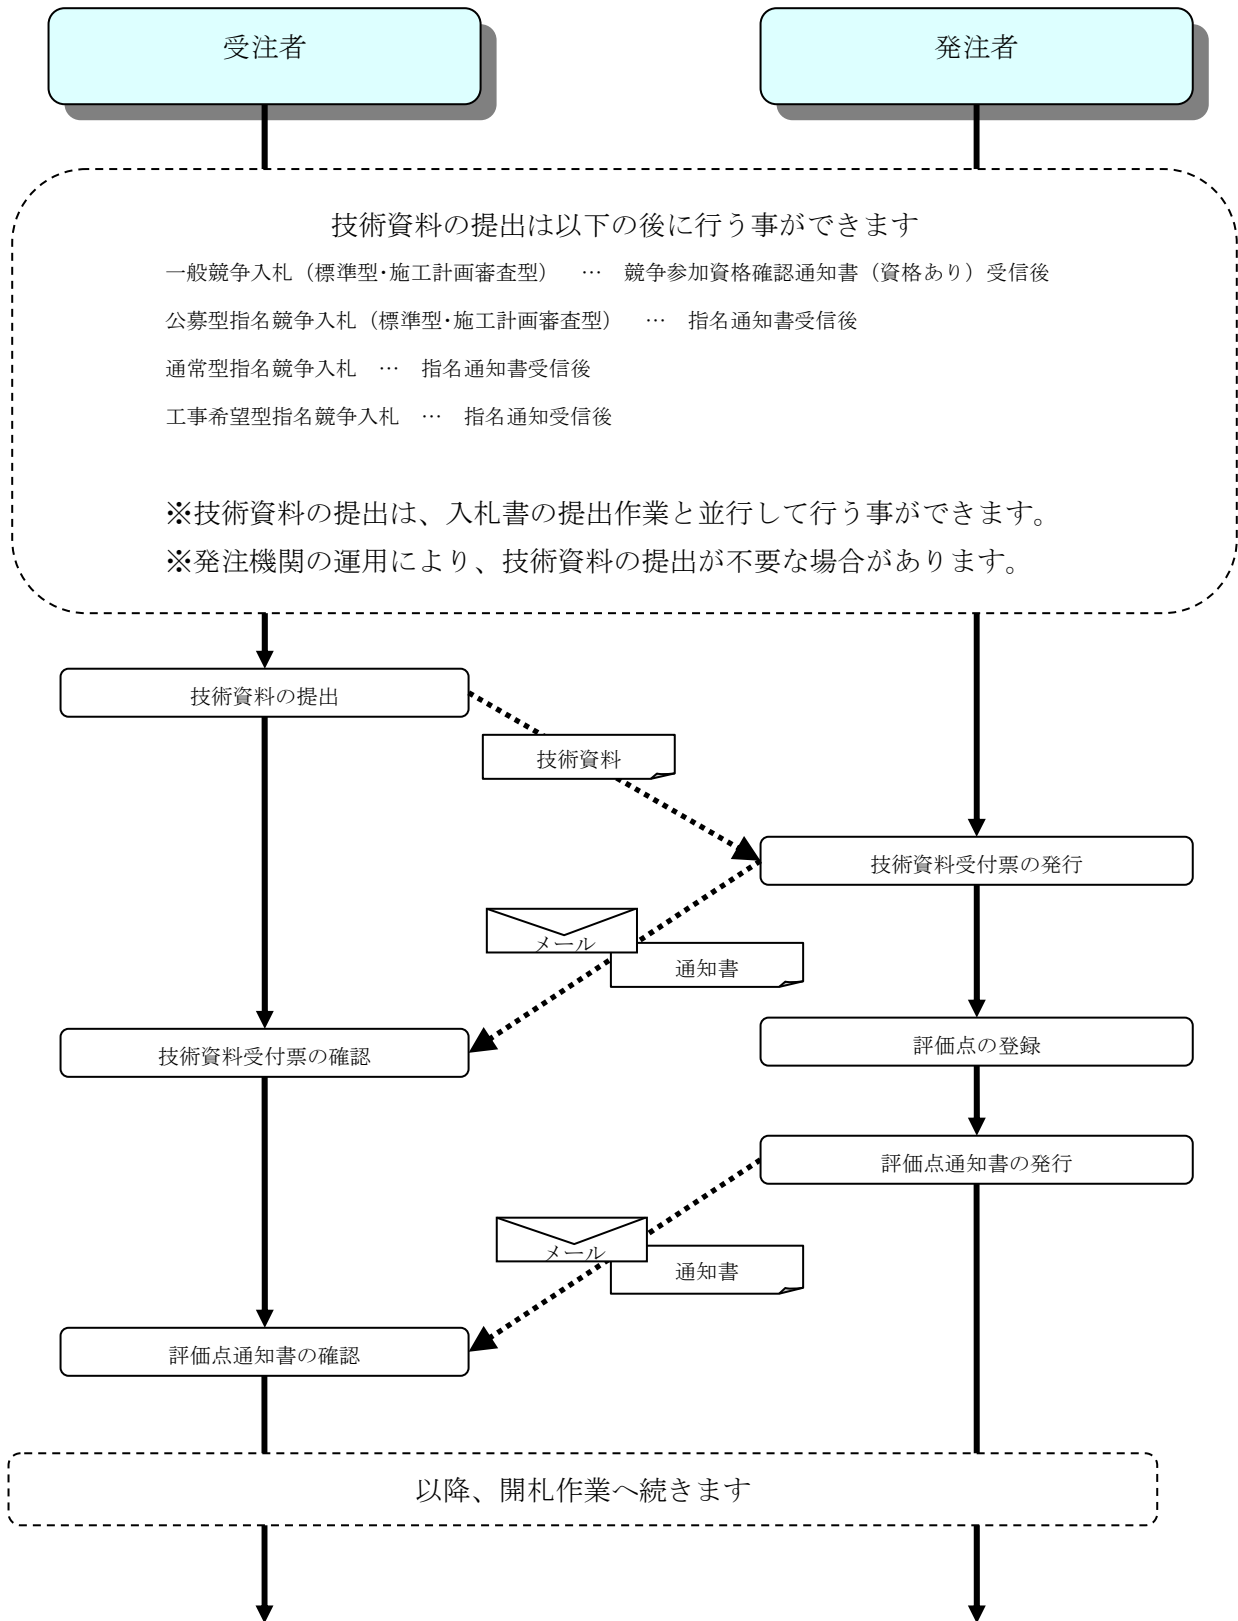 受注者
発注者
技術資料の提出は以下の後に行う事ができます
一般競争入札（標準型･施工計画審査型）　…　競争参加資格確認通知書（資格あり）受信後
公募型指名競争入札（標準型･施工計画審査型）　…　指名通知書受信後
通常型指名競争入札　…　指名通知書受信後
工事希望型指名競争入札　…　指名通知受信後
※技術資料の提出は、入札書の提出作業と並行して行う事ができます。
※発注機関の運用により、技術資料の提出が不要な場合があります。
技術資料の提出
技術資料
技術資料受付票の発行
メール
通知書
技術資料受付票の確認
評価点の登録
評価点通知書の発行
メール
通知書
評価点通知書の確認
以降、開札作業へ続きます